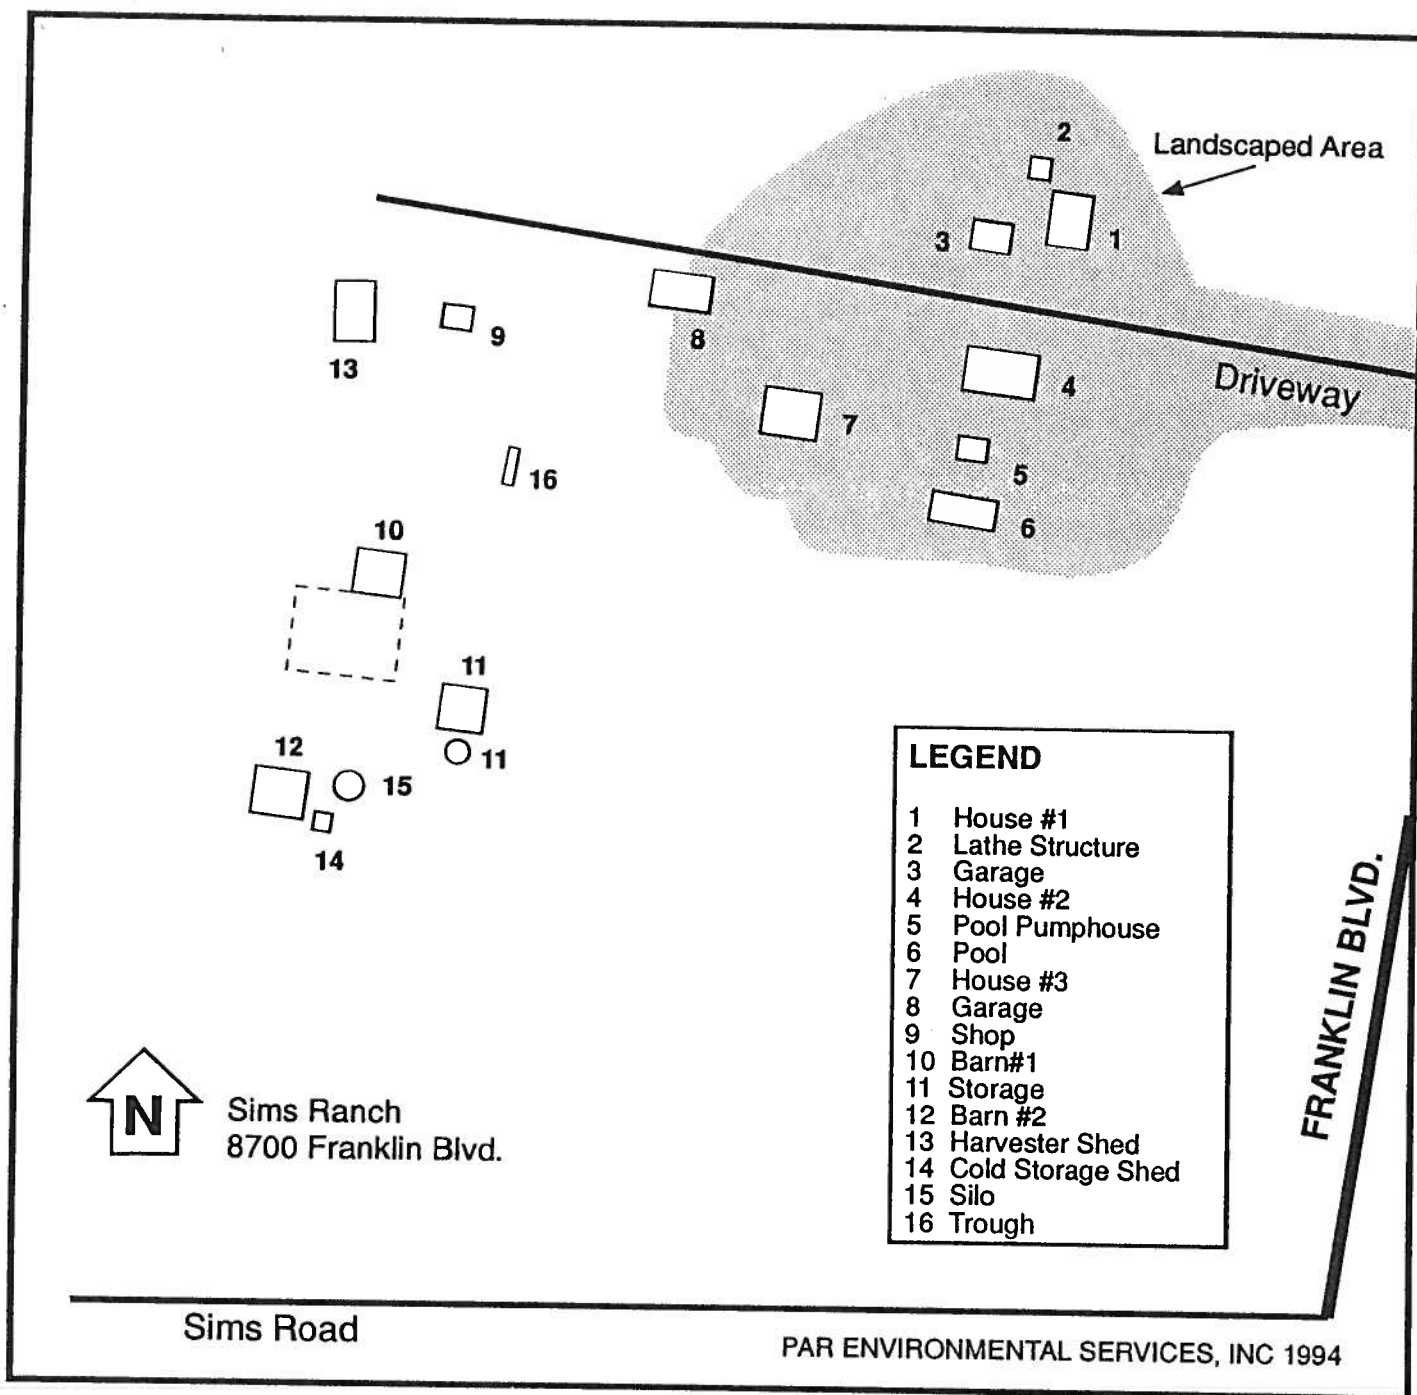 2
Landscaped Area
3
1
8
9
13
4
Driveway
7
5
16
6
10
11
12
11
15
14
LEGEND
1 House #1
2 Lathe Structure
3 Garage
4 House #2
5 Pool Pumphouse
6 Pool
7 House #3
8 Garage
9 Shop
10 Barn#1
11 Storage
12 Barn #2
13 Harvester Shed
14 Cold Storage Shed
15 Silo
16 Trough
FRANKLIN BLVD.
N
Sims Ranch
8700 Franklin Blvd.
Sims Road
PAR ENVIRONMENTAL SERVICES, INC 1994